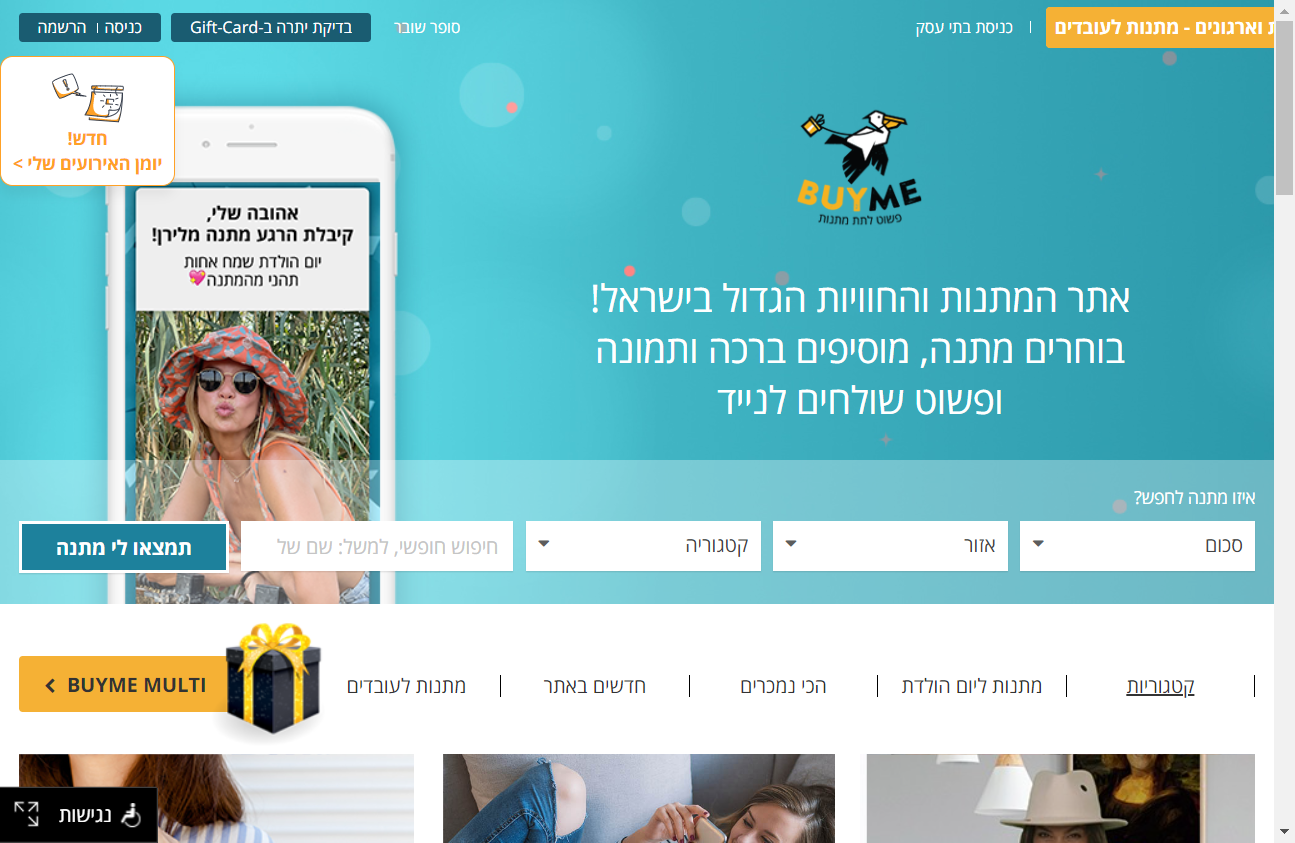 ת וארגונים - מתנות לעובדים
כניסת בתי עסק
סופר שובר
בדיקת יתרה ב-Gift-Card
כניסה | הרשמה
חדש!
יומן האירועים שלי >
BUYME
פשוט לתת מתנות
אהובה שלי,
קיבלת הרגע מתנה מלירן!
יום הולדת שמח אחות
תהני מהמתנה💖
אתר המתנות והחוויות הגדול בישראל!
בוחרים מתנה, מוסיפים ברכה ותמונה
ופשוט שולחים לנייד
איזו מתנה לחפש?
סכום
אזור
קטגוריה
חיפוש חופשי, למשל: שם של
תמצאו לי מתנה
קטגוריות
מתנות ליום הולדת
הכי נמכרים
חדשים באתר
מתנות לעובדים
BUYME MULTI
נגישות